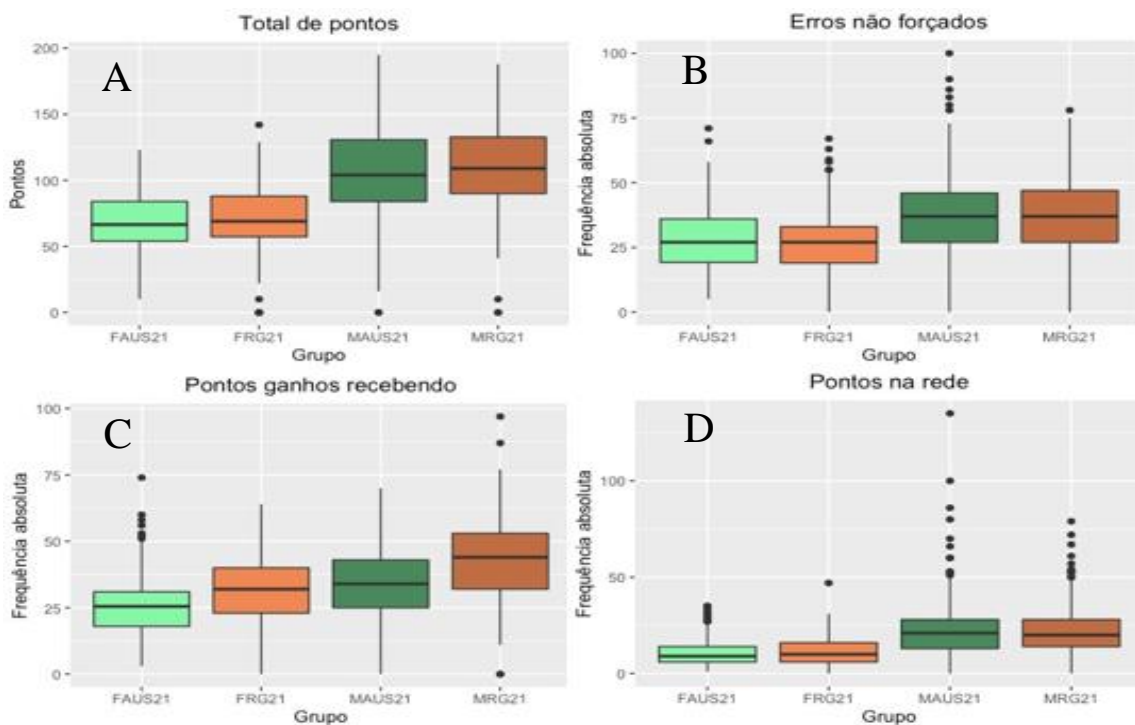 Total de pontos
A
Pontos
200
150
100
50
0
FAUS21 FRG21 MAUS21 MRG21
Grupo
Erros não forçados
B
Frequência absoluta
100
75
50
25
0
FAUS21 FRG21 MAUS21 MRG21
Grupo
Pontos ganhos recebendo
C
Frequência absoluta
100
75
50
25
0
FAUS21 FRG21 MAUS21 MRG21
Grupo
Pontos na rede
D
Frequência absoluta
100
50
0
FAUS21 FRG21 MAUS21 MRG21
Grupo